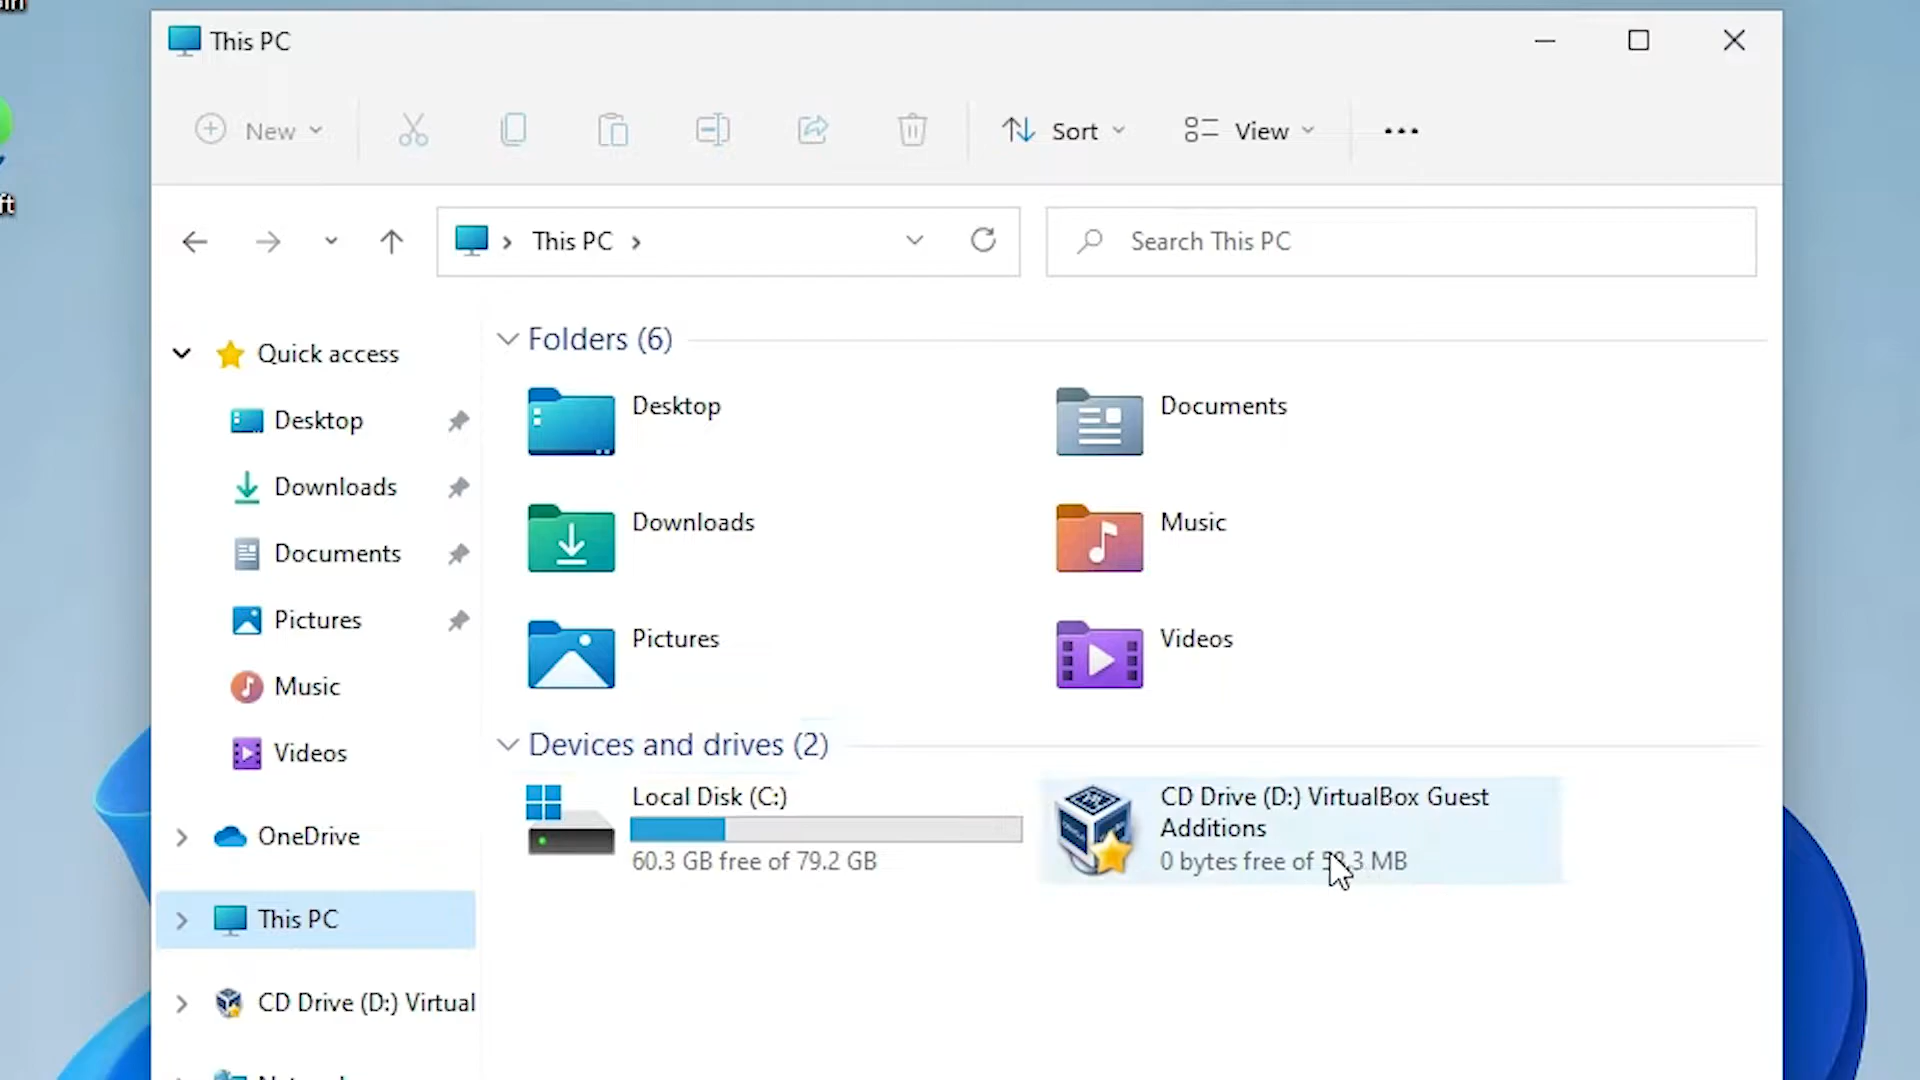 This PC
New
Sort
View
This PC
Search This PC
Quick access
Desktop
Downloads
Documents
Pictures
Music
Videos
OneDrive
This PC
CD Drive (D:) Virtual
Folders (6)
Desktop
Documents
Downloads
Music
Pictures
Videos
Devices and drives (2)
Local Disk (C:)
60.3 GB free of 79.2 GB
CD Drive (D:) VirtualBox Guest
Additions
0 bytes free of
MB
ft